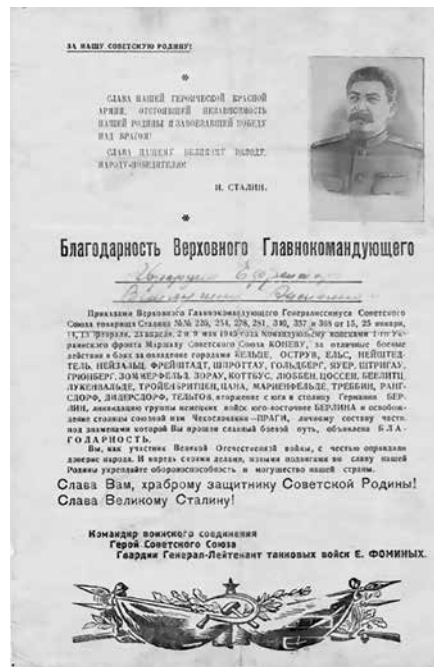 ЗА НАШУ СОВЕТСКУЮ РОДИНУ!
СЛАВА НАШЕЙ ГЕРОИЧЕСКОЙ КРАСНОЙ
АРМИИ, ОТСТОЯВШЕЙ НЕЗАВИСИМОСТЬ
НАШЕЙ РОДИНЫ И ЗАВОЕВАВШЕЙ ПОБЕДУ
НАД ВРАГОМ!
СЛАВА НАШЕМУ ВЕЛИКОМУ НАРОДУ,
НАРОДУ-ПОБЕДИТЕЛЮ!
И. СТАЛИН.
Благодарность Верховного Главнокомандующего
Приказами Верховного Главнокомандующего Генералиссимуса Советского
Союза товарища Сталина №№ 220, 254, 278, 281, 340, 357 и 368 от 15, 25 января,
14, 15 февраля, 23 апреля, 2 и 9 мая 1945 года Командующему войсками 1-го Ук-
раинского фронта Маршалу Советского Союза КОНЕВУ, за отличные боевые
действия в боях за овладение городами КЕЛЬЦЕ, ОСТРУВ, ЕЛЬС, НЕЙШТЕД-
ТЕЛЬ, НЕЙЗАЛЬЦ, ФРЕЙШТАДТ, ШПРОТТАУ, ГОЛЬДБЕРГ, ЯУЕР, ШТРИГАУ,
ГРЮНБЕРГ, ЗОММЕРФЕЛЬД, ЗОРАУ, КОТТБУС, ЛЮББЕН, ЦОССЕН, БЕЕЛИТЦ,
ЛУКЕНВАЛЬДЕ, ТРОЙЕНБРИТЦЕН, ЦАНА, МАРИЕНФЕЛЬДЕ, ТРЕББИН, РАНГ-
СДОРФ, ДИДЕРСДОРФ, ТЕЛЬТОВ, вторжение с юга в столицу Германии БЕР-
ЛИН, ликвидацию группы немецких войск юго-восточнее БЕРЛИНА и освобож-
дение столицы союзной нам Чехословакии—ПРАГИ, личному составу части,
под знаменами которой Вы прошли славный боевой путь, объявлена БЛА-
ГОДАРНОСТЬ.
Вы, как участник Великой Отечественной войны, с честью оправдали
доверие народа. И впредь своими делами, новыми подвигами во славу нашей
Родины укрепляйте обороноспособность и могущество нашей страны.
Слава Вам, храброму защитнику Советской Родины!
Слава Великому Сталину!
Командир воинского соединения
Герой Советского Союза
Гвардии Генерал-Лейтенант танковых войск Е. ФОМИНЫХ.